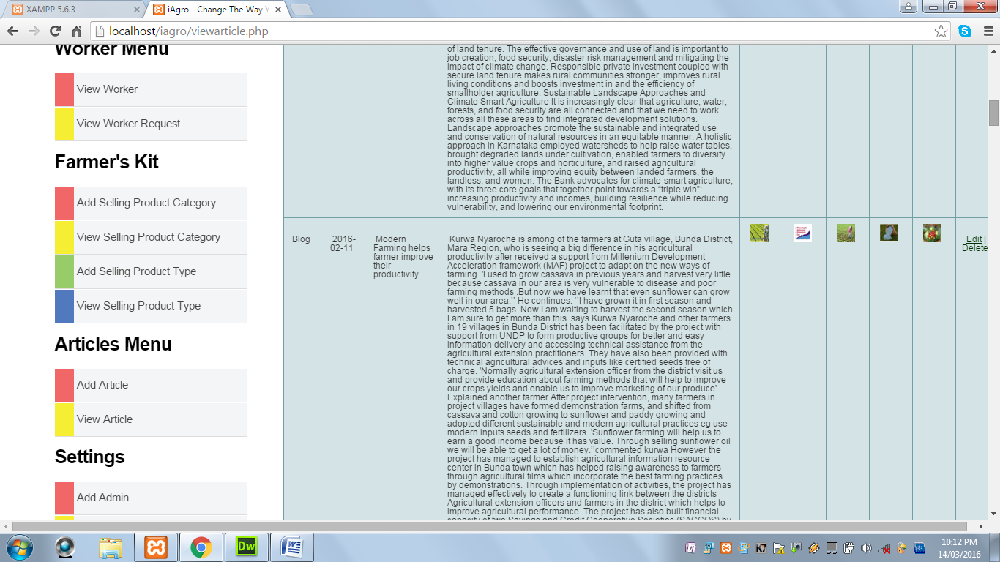 XAMPP 5.6.3
iAgro - Change The Way Y
localhost/iagro/viewarticle.php
Worker Menu
View Worker
View Worker Request
Farmer's Kit
Add Selling Product Category
View Selling Product Category
Add Selling Product Type
View Selling Product Type
Articles Menu
Add Article
View Article
Settings
Add Admin
of land tenure. The effective governance and use of land is important to
job creation, food security, disaster risk management and mitigating the
impact of climate change. Responsible private investment coupled with
secure land tenure makes rural communities stronger, improves rural
living conditions and boosts investment in and the efficiency of
smallholder agriculture. Sustainable Landscape Approaches and
Climate Smart Agriculture It is increasingly clear that agriculture, water,
forests, and food security are all connected and that we need to work
across all these areas to find integrated development solutions.
Landscape approaches promote the sustainable and integrated use
and conservation of natural resources in an equitable manner. A holistic
approach in Karnataka employed watersheds to help raise water tables,
brought degraded lands under cultivation, enabled farmers to diversify
into higher value crops and horticulture, and raised agricultural
productivity, all while improving equity between landed farmers, the
landless, and women. The Bank advocates for climate-smart agriculture,
with its three core goals that together point towards a “triple win”:
increasing productivity and incomes, building resilience while reducing
vulnerability, and lowering our environmental footprint.
Blog
2016-
02-11
Modern
Farming helps
farmer improve
their
productivity
Kurwa Nyaroche is among of the farmers at Guta village, Bunda District,
Mara Region, who is seeing a big difference in his agricultural
productivity after received a support from Millenium Development
Acceleration framework (MAF) project to adapt on the new ways of
farming. 'I used to grow cassava in previous years and harvest very little
because cassava in our area is very vulnerable to disease and poor
farming methods .But now we have learnt that even sunflower can grow
well in our area.’’ He continues. ‘’I have grown it in first season and
harvested 5 bags. Now I am waiting to harvest the second season which
I am sure to get more than this. says Kurwa Nyaroche and other farmers
in 19 villages in Bunda District has been facilitated by the project with
support from UNDP to form productive groups for better and easy
information delivery and accessing technical assistance from the
agricultural extension practitioners. They have also been provided with
technical agricultural advices and inputs like certified seeds free of
charge. 'Normally agricultural extension officer from the district visit us
and provide education about farming methods that will help to improve
our crops yields and enable us to improve marketing of our produce'.
Explained another farmer After project intervention, many farmers in
project villages have formed demonstration farms, and shifted from
cassava and cotton growing to sunflower and paddy growing and
adopted different sustainable and modern agricultural practices eg use
modern inputs seeds and fertilizers. 'Sunflower farming will help us to
earn a good income because it has value. Through selling sunflower oil
we will be able to get a lot of money.’’commented kurwa However the
project has managed to establish agricultural information resource
center in Bunda town which has helped raising awareness to farmers
through agricultural films which incorporate the best farming practices
by demonstrations. Through implementation of activities, the project has
managed effectively to create a functioning link between the districts
Agricultural extension officers and farmers in the district which helps to
improve agricultural performance. The project has also built financial
capacity of two Savings and Credit Cooperative Societies (SACCOS) by
Edit |
Delete
Dw
W
10:12 PM
14/03/2016